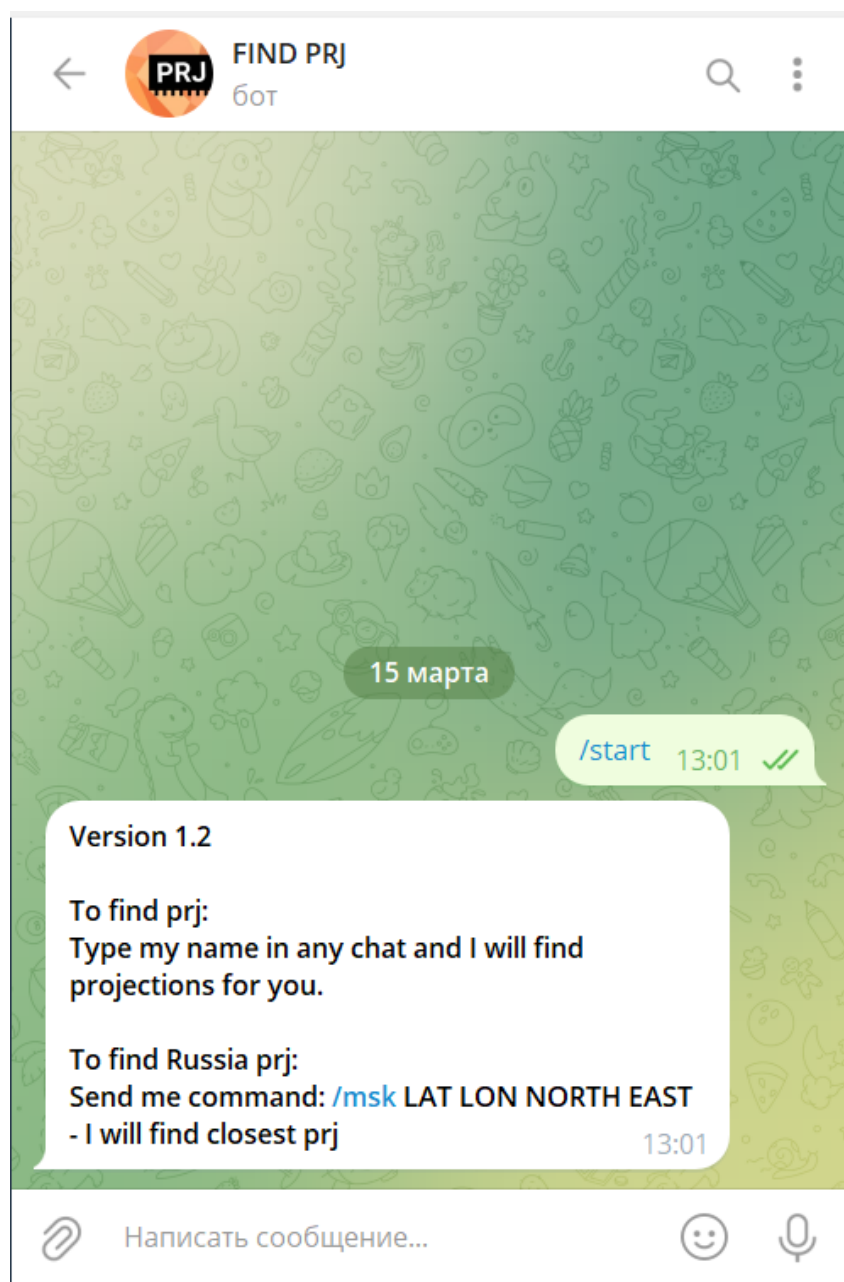 FIND PRJ
PRJ
бот
15 марта
/start 13:01
Version 1.2
To find prj:
Type my name in any chat and I will find
projections for you.
To find Russia prj:
Send me command: /msk LAT LON NORTH EAST
- I will find closest prj
13:01
Написать сообщение...